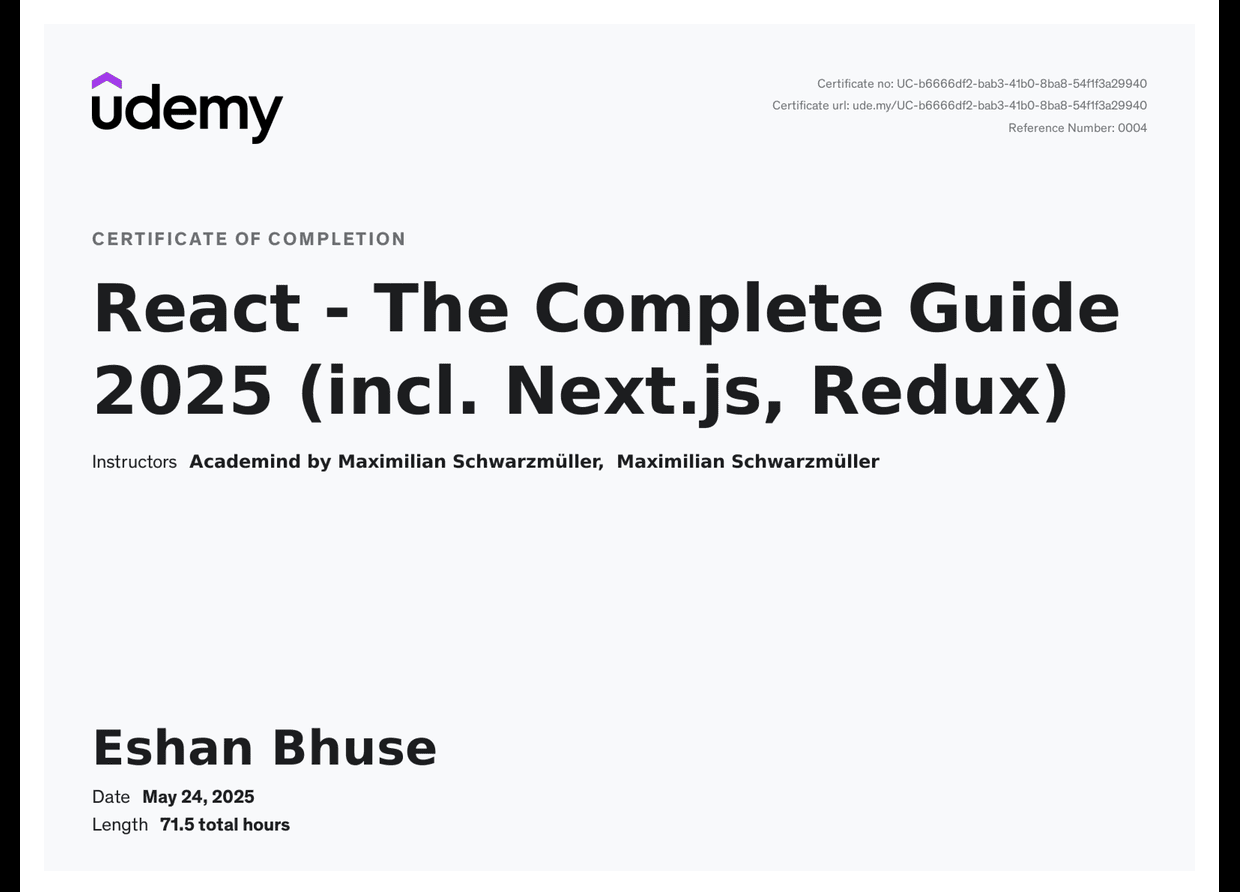 udemy
Certificate no: UC-b6666df2-bab3-41b0-8ba8-54f1f3a29940
Certificate url: ude.my/UC-b6666df2-bab3-41b0-8ba8-54f1f3a29940
Reference Number: 0004
CERTIFICATE OF COMPLETION
React - The Complete Guide
2025 (incl. Next.js, Redux)
Instructors Academind by Maximilian Schwarzmüller, Maximilian Schwarzmüller
Eshan Bhuse
Date May 24, 2025
Length 71.5 total hours